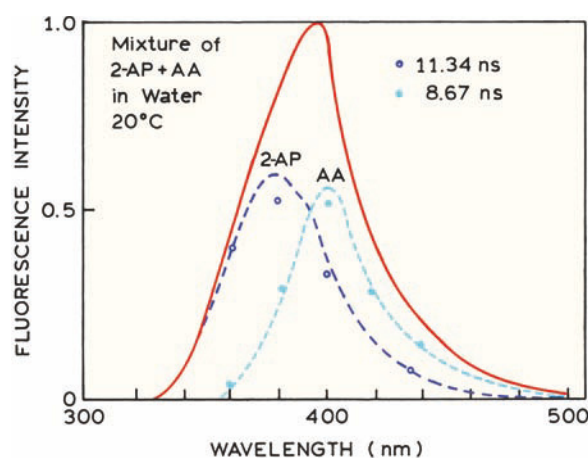 1.0
Mixture of
2-AP + AA
in Water
20°C
11.34 ns
8.67 ns
2-AP
AA
0.5
0
300
400
500
FLUORESCENCE INTENSITY
WAVELENGTH (nm)